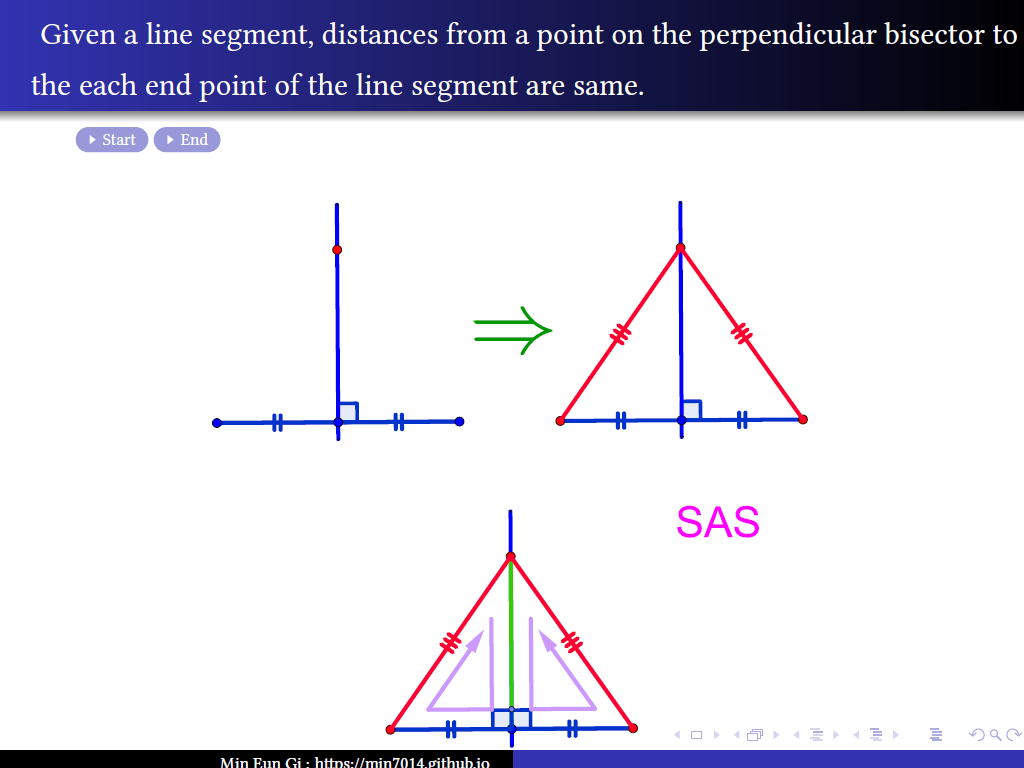 Given a line segment, distances from a point on the perpendicular bisector to
the each end point of the line segment are same.
Start End
SAS
Min Eun Gi : https://min7014.github.io